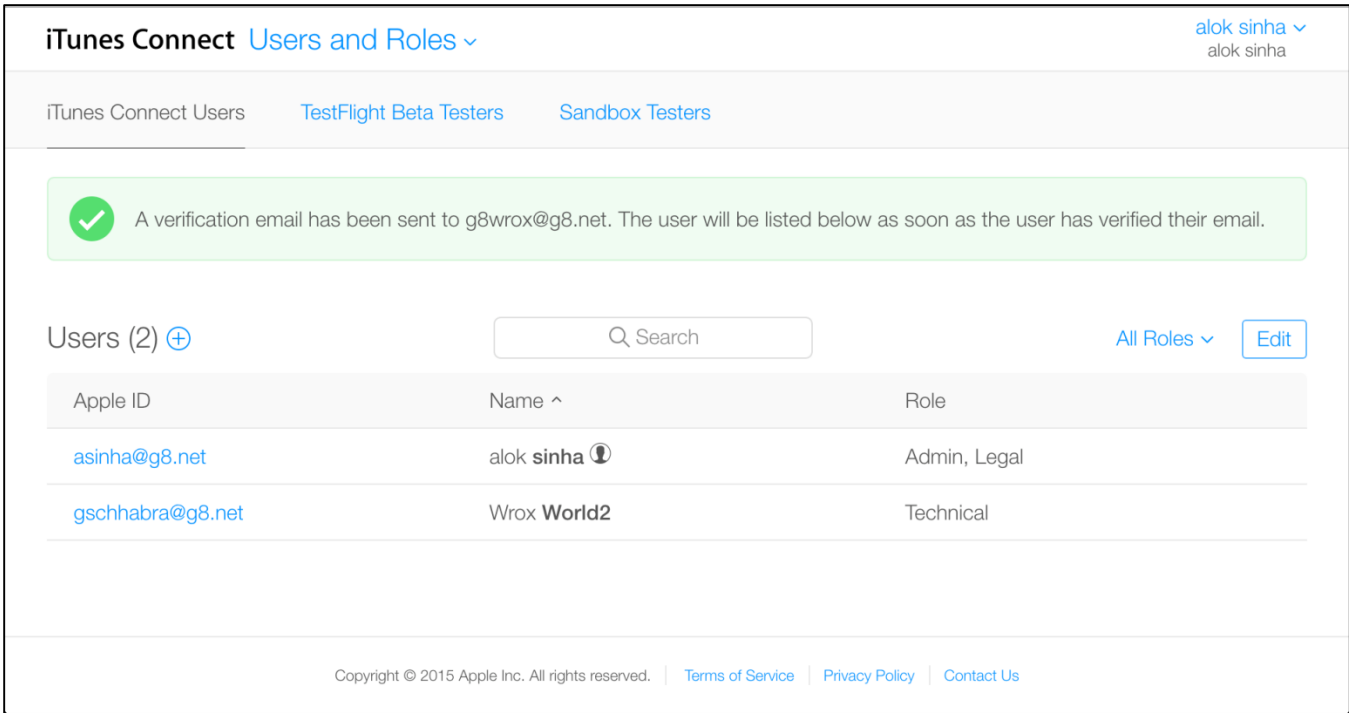 iTunes Connect Users and Roles
alok sinha
alok sinha
iTunes Connect Users TestFlight Beta Testers Sandbox Testers
A verification email has been sent to g8wrox@g8.net. The user will be listed below as soon as the user has verified their email.
Users (2) Search All Roles Edit
Apple ID Name Role
asinha@g8.net alok sinha Admin, Legal
gschhabra@g8.net Wrox World2 Technical
Copyright © 2015 Apple Inc. All rights reserved. Terms of Service Privacy Policy Contact Us